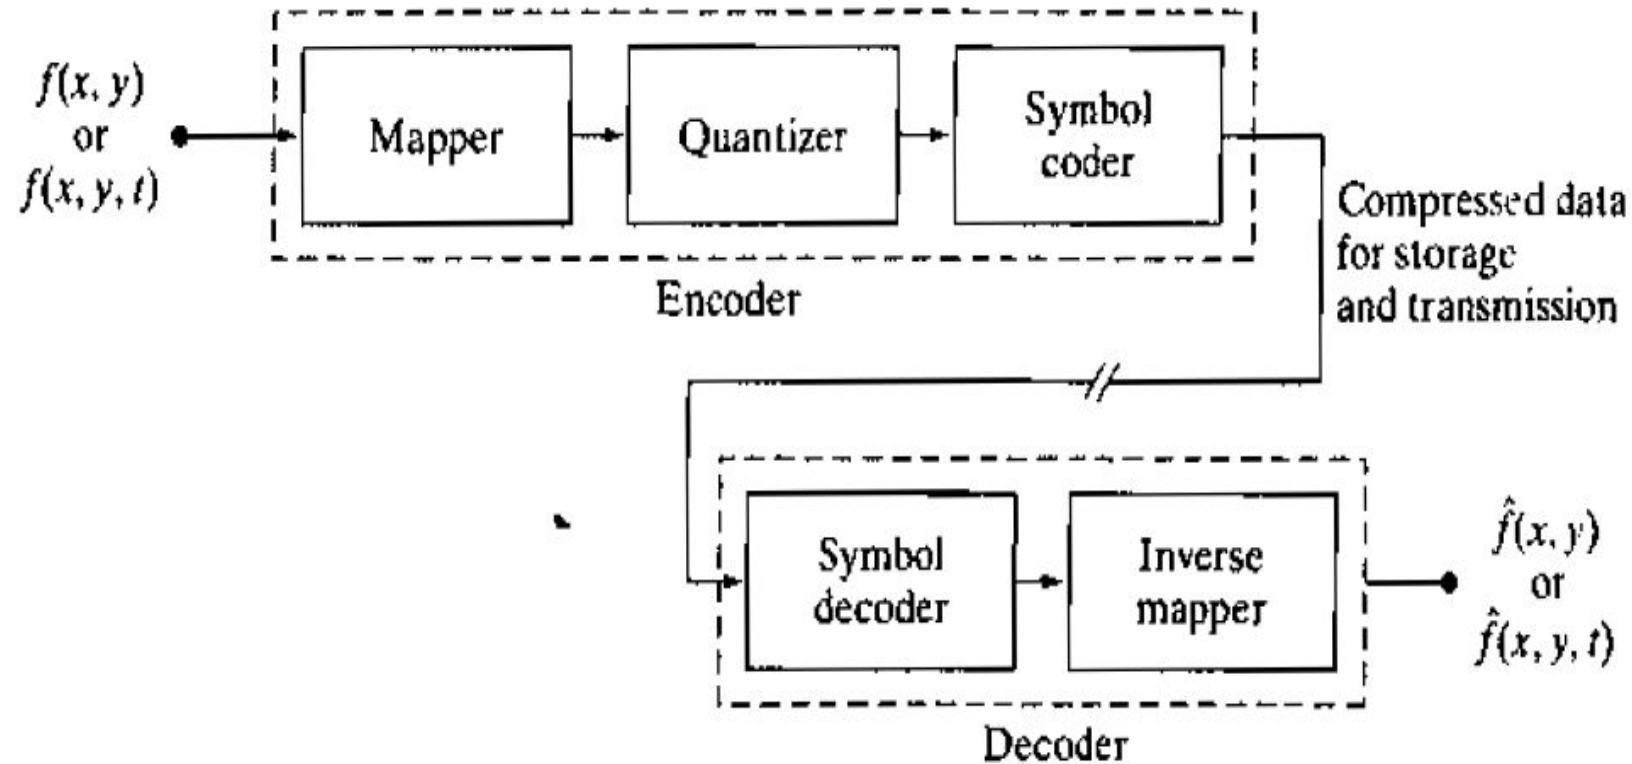 f(x, y)
or
f(x, y, t)
Mapper
Quantizer
Symbol
coder
Encoder
Compressed data
for storage
and transmission
Symbol
decoder
Inverse
mapper
Decoder
f̂(x, y)
or
f̂(x, y, t)